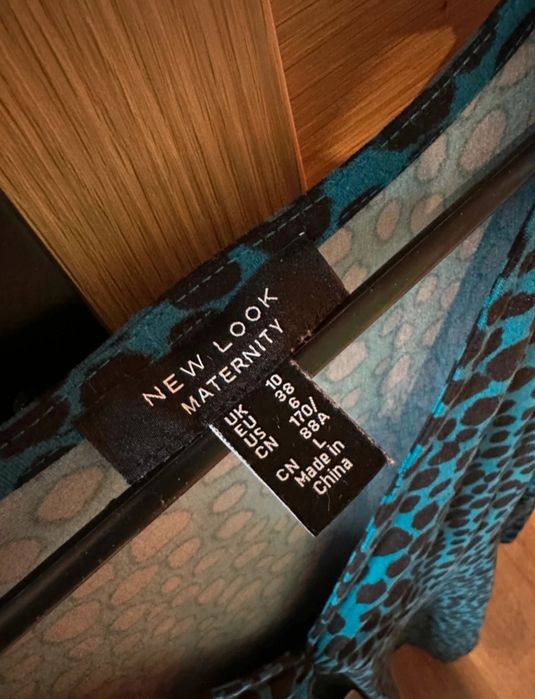 NEW LOOK
MATERNITY
UK 10
EU 38
US 6
CN 170/
88A
CN L
Made in
China